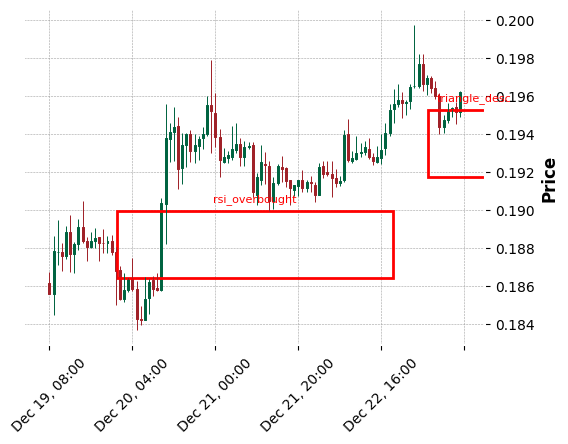 0.200
0.198
0.196
triangle_desc
0.194
0.192
Price
rsi_overbought
0.190
0.188
0.186
0.184
Dec 19, 08:00
Dec 20, 04:00
Dec 21, 00:00
Dec 21, 20:00
Dec 22, 16:00